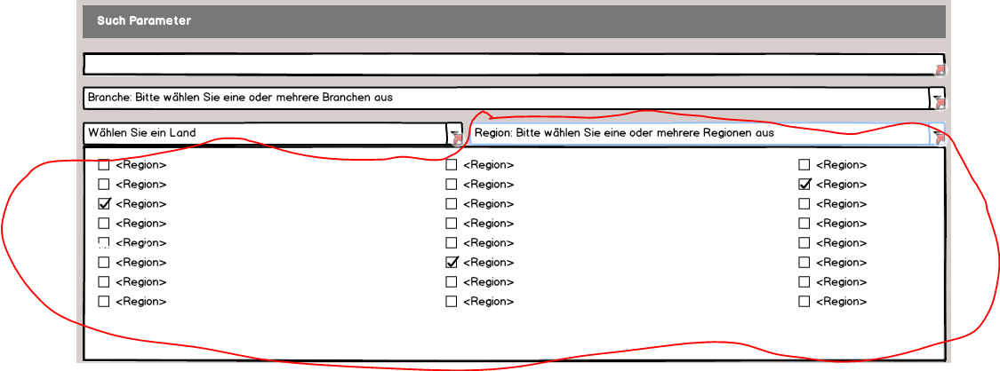 Such Parameter
Branche: Bitte wählen Sie eine oder mehrere Branchen aus
Wählen Sie ein Land Region: Bitte wählen Sie eine oder mehrere Regionen aus
<Region> <Region> <Region>
<Region> <Region> <Region>
<Region> <Region> <Region>
<Region> <Region> <Region>
<Region> <Region> <Region>
<Region> <Region> <Region>
<Region> <Region> <Region>
<Region> <Region> <Region>